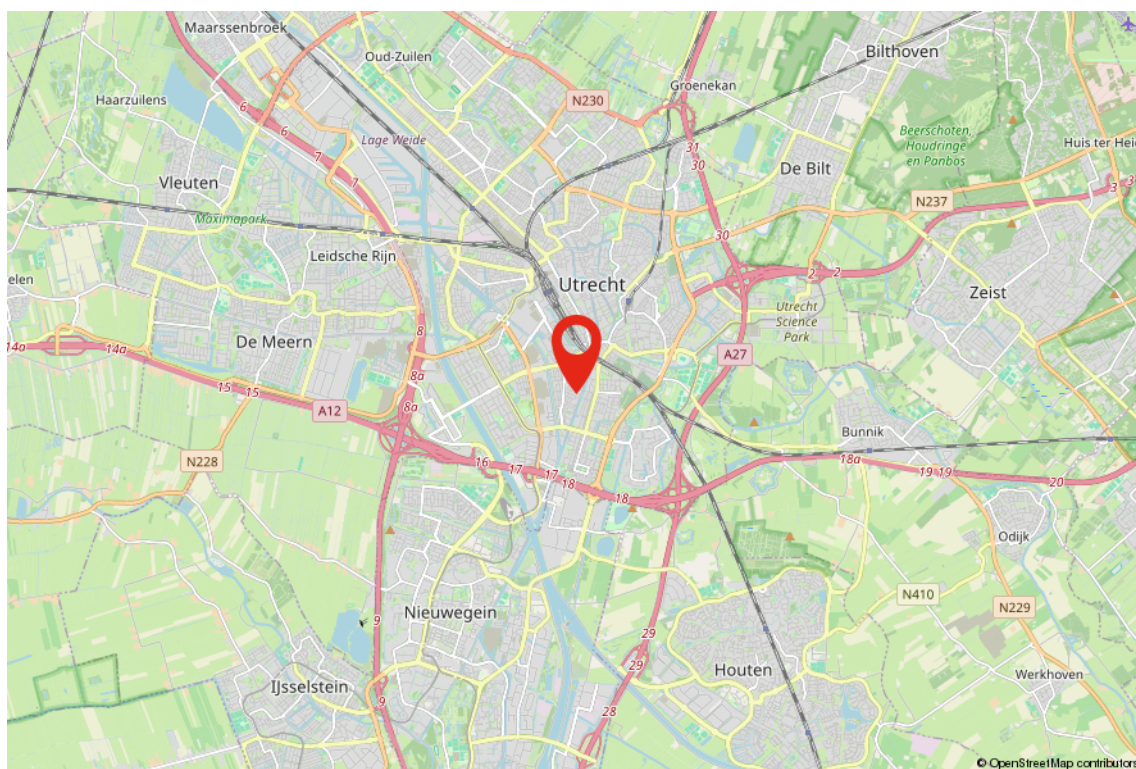 Maarssenbroek
Oud-Zuilen
Bilthoven
Groenekan
Haarzuilens
N230
6
6
Lage Weide
Beerschoten,
Houdringe
en Panbos
Huis ter Heid
7
7
31
30
De Bilt
Vleuten
Maximapark
N237
3
3
30
Leidsche Rijn
elen
Utrecht
2
2
Zeist
Utrecht
Science
Park
8
14a
14a
De Meern
A27
8a
15
15
A12
8a
Bunnik
N228
16
17
17
18
18
18a
19
19
20
Odijk
N410
N229
Nieuwegein
9
29
29
Houten
Werkhoven
IJsselstein
9
28
© OpenStreetMap contributors